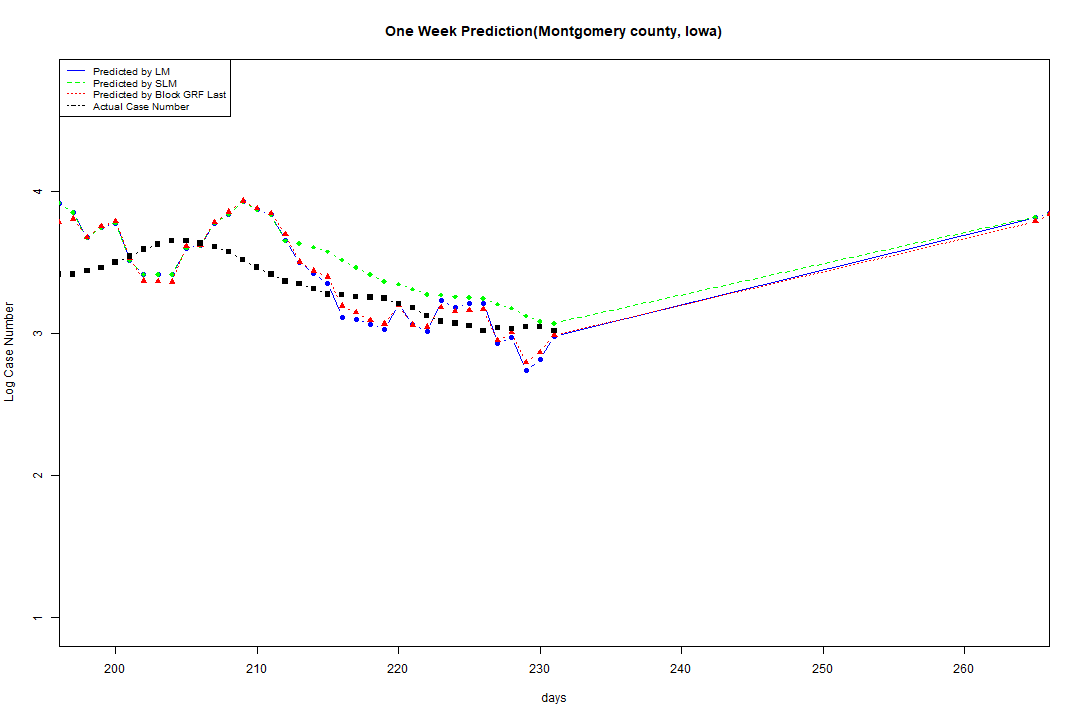 One Week Prediction(Montgomery county, Iowa)
Predicted by LM
Predicted by SLM
Predicted by Block GRF Last
Actual Case Number
4
3
2
1
Log Case Number
200 210 220 230 240 250 260
days